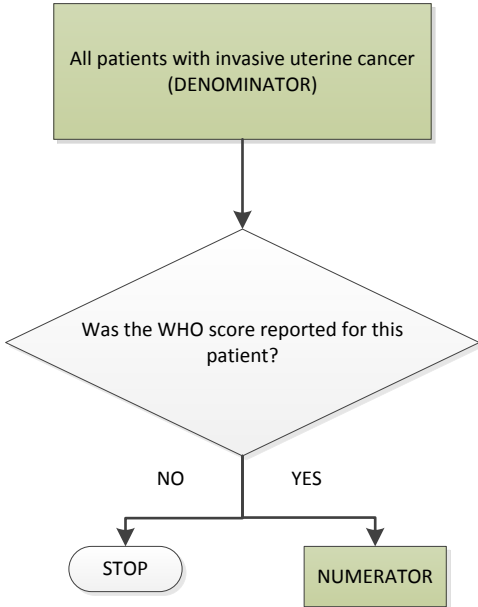 All patients with invasive uterine cancer
(DENOMINATOR)
Was the WHO score reported for this
patient?
NO
YES
STOP
NUMERATOR